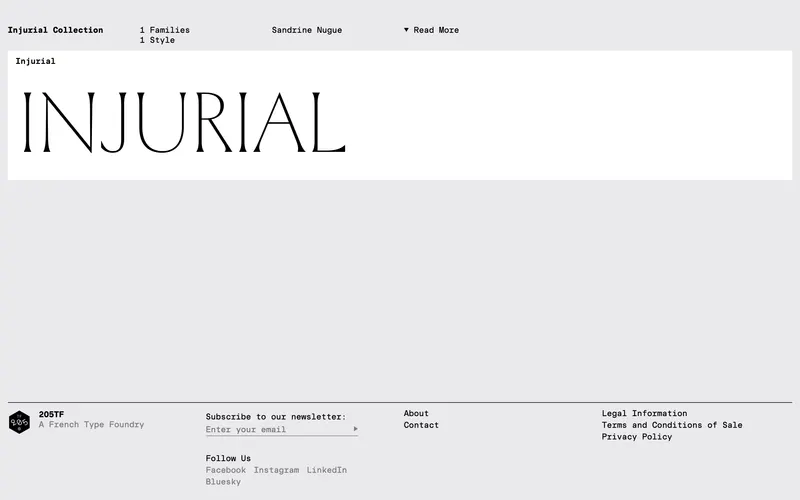 Injurial Collection
1 Families
1 Style
Sandrine Nugue
▼ Read More
Injurial
INJURIAL
205
205TF
A French Type Foundry
Subscribe to our newsletter:
Enter your email
Follow Us
Facebook Instagram LinkedIn
Bluesky
About
Contact
Legal Information
Terms and Conditions of Sale
Privacy Policy